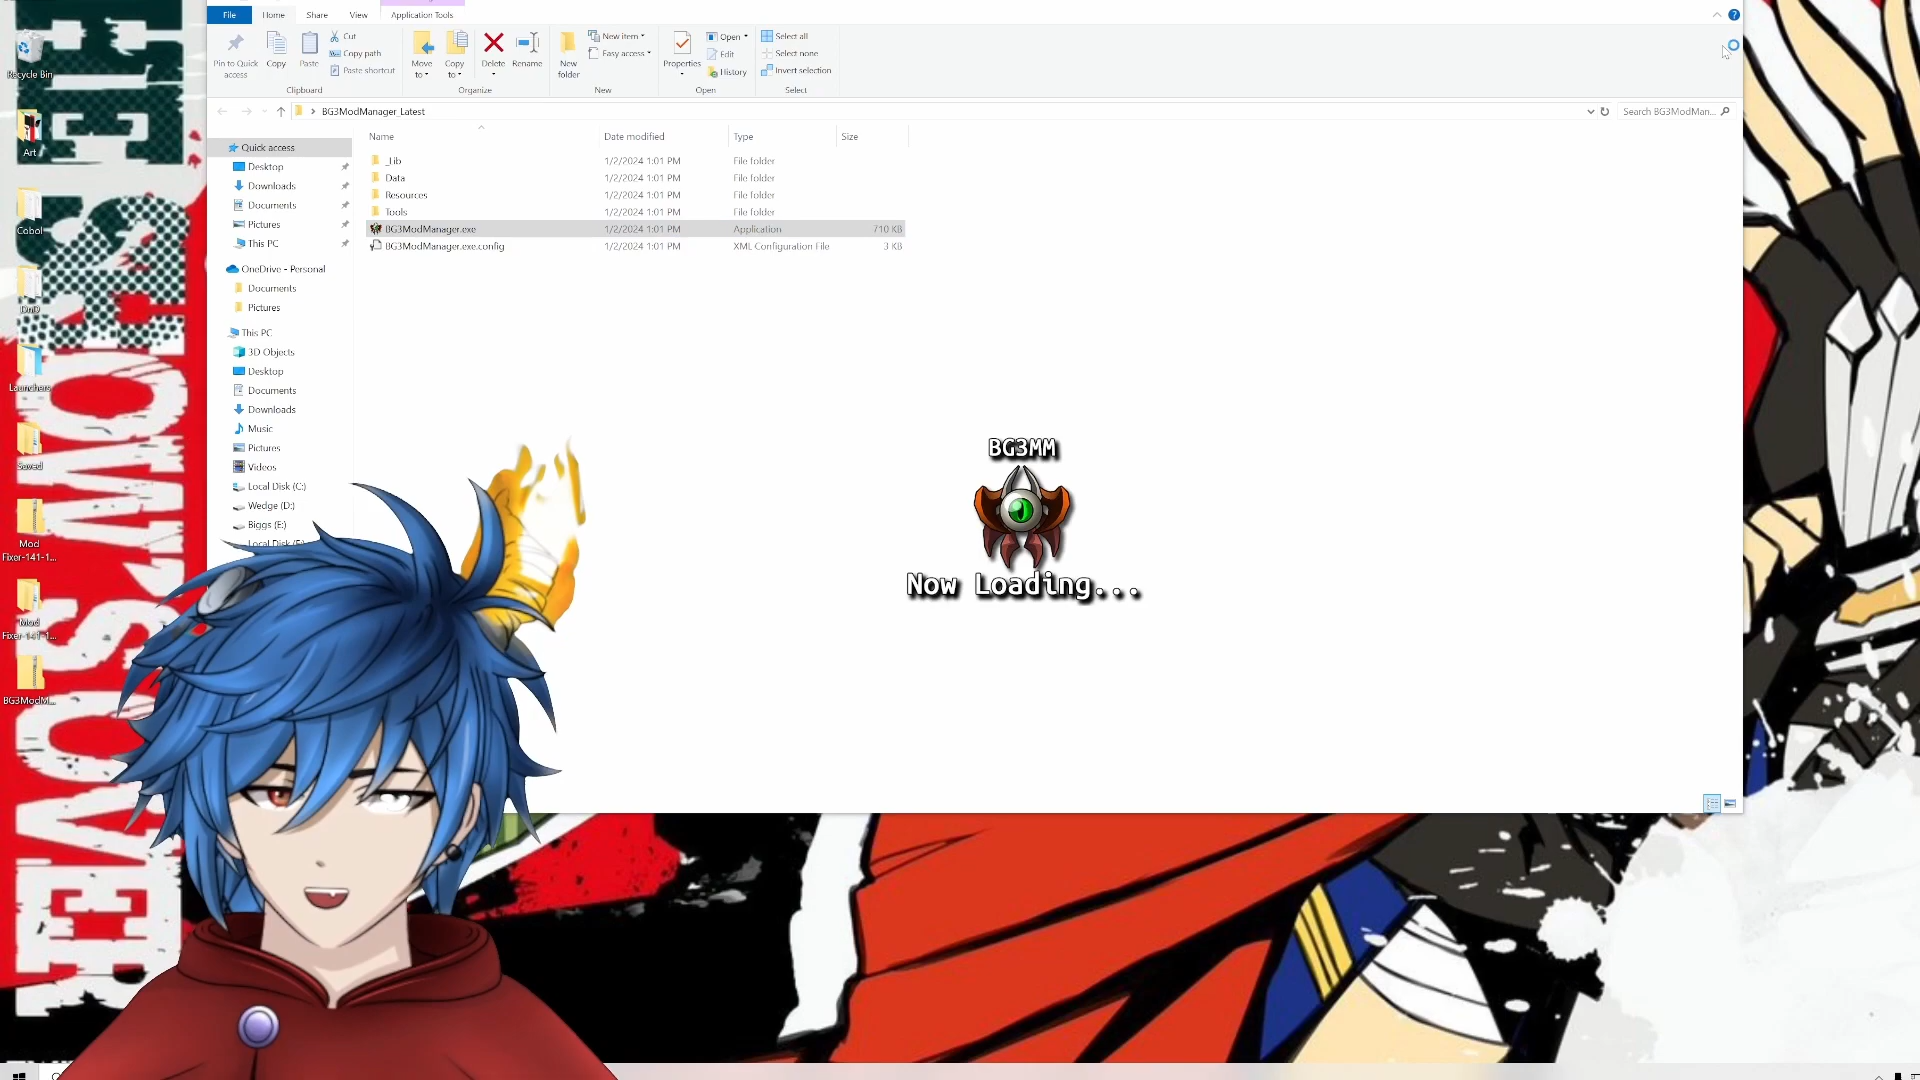 File Home Share View Application Tools
Pin to Quick access
Copy
Paste
Cut
Copy path
Paste shortcut
Clipboard
Move to
Copy to
Delete
Rename
Organize
New folder
New item
Easy access
New
Properties
Open
Edit
History
Open
Select all
Select none
Invert selection
Select
BG3ModManager_Latest
Search BG3ModMan...
Name Date modified Type Size
_Lib 1/2/2024 1:01 PM File folder
Data 1/2/2024 1:01 PM File folder
Resources 1/2/2024 1:01 PM File folder
Tools 1/2/2024 1:01 PM File folder
BG3ModManager.exe 1/2/2024 1:01 PM Application 710 KB
BG3ModManager.exe.config 1/2/2024 1:01 PM XML Configuration File 3 KB
Quick access
Desktop
Downloads
Documents
Pictures
This PC
OneDrive - Personal
Documents
Pictures
This PC
3D Objects
Desktop
Documents
Downloads
Music
Pictures
Videos
Local Disk (C:)
Wedge (D:)
Biggs (E:)
Recycle Bin
Art
Cobol
DnD
Launchers
Saved
Mod
Fixer-141-1...
Mod
Fixer-141-1...
BG3ModM...
BG3MM
Now Loading...
SHOW'S OVER